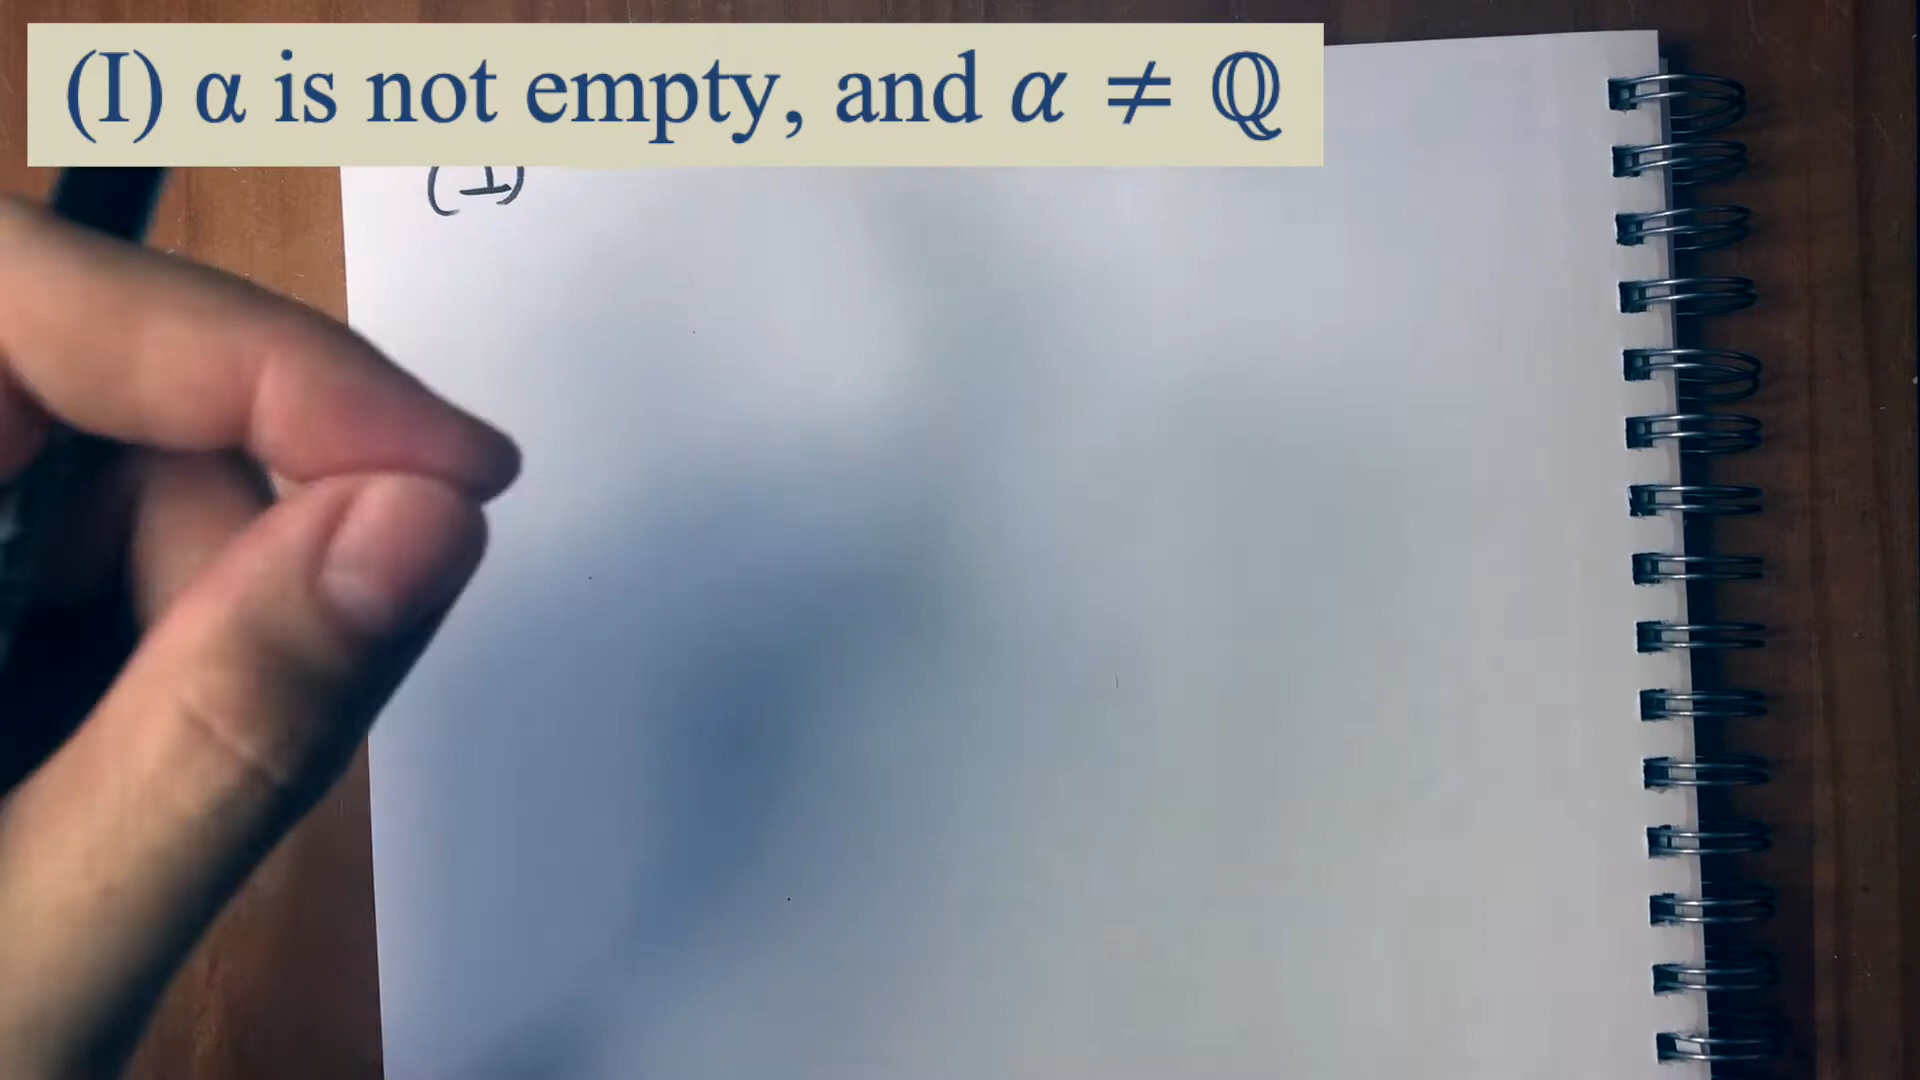 (I) α is not empty, and α ≠ ℚ
(I)